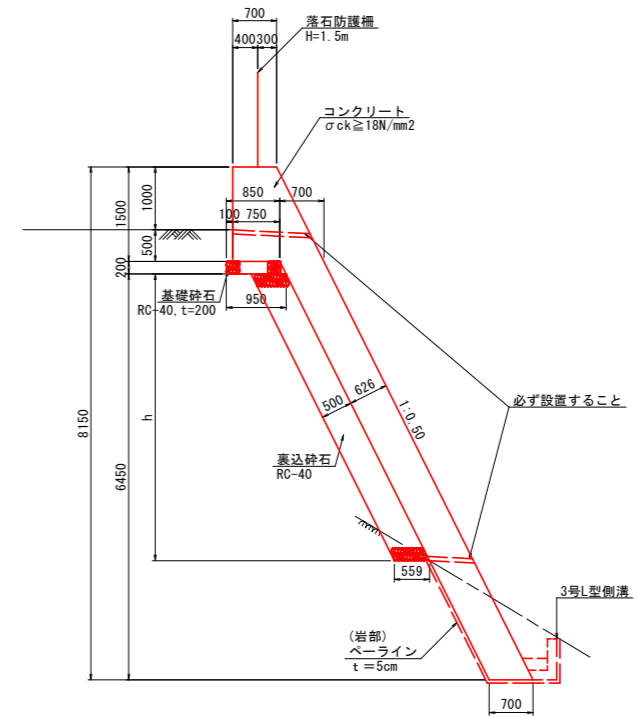 700
400
300
落石防護柵
H=1.5m
コンクリート
σck≧18N/mm2
850
700
100
750
1500
1000
500
200
基礎砕石
RC-40, t=200
950
8150
6450
h
500
626
1:0.50
必ず設置すること
裏込砕石
RC-40
559
3号L型側溝
(岩部)
ペーライン
t=5cm
700